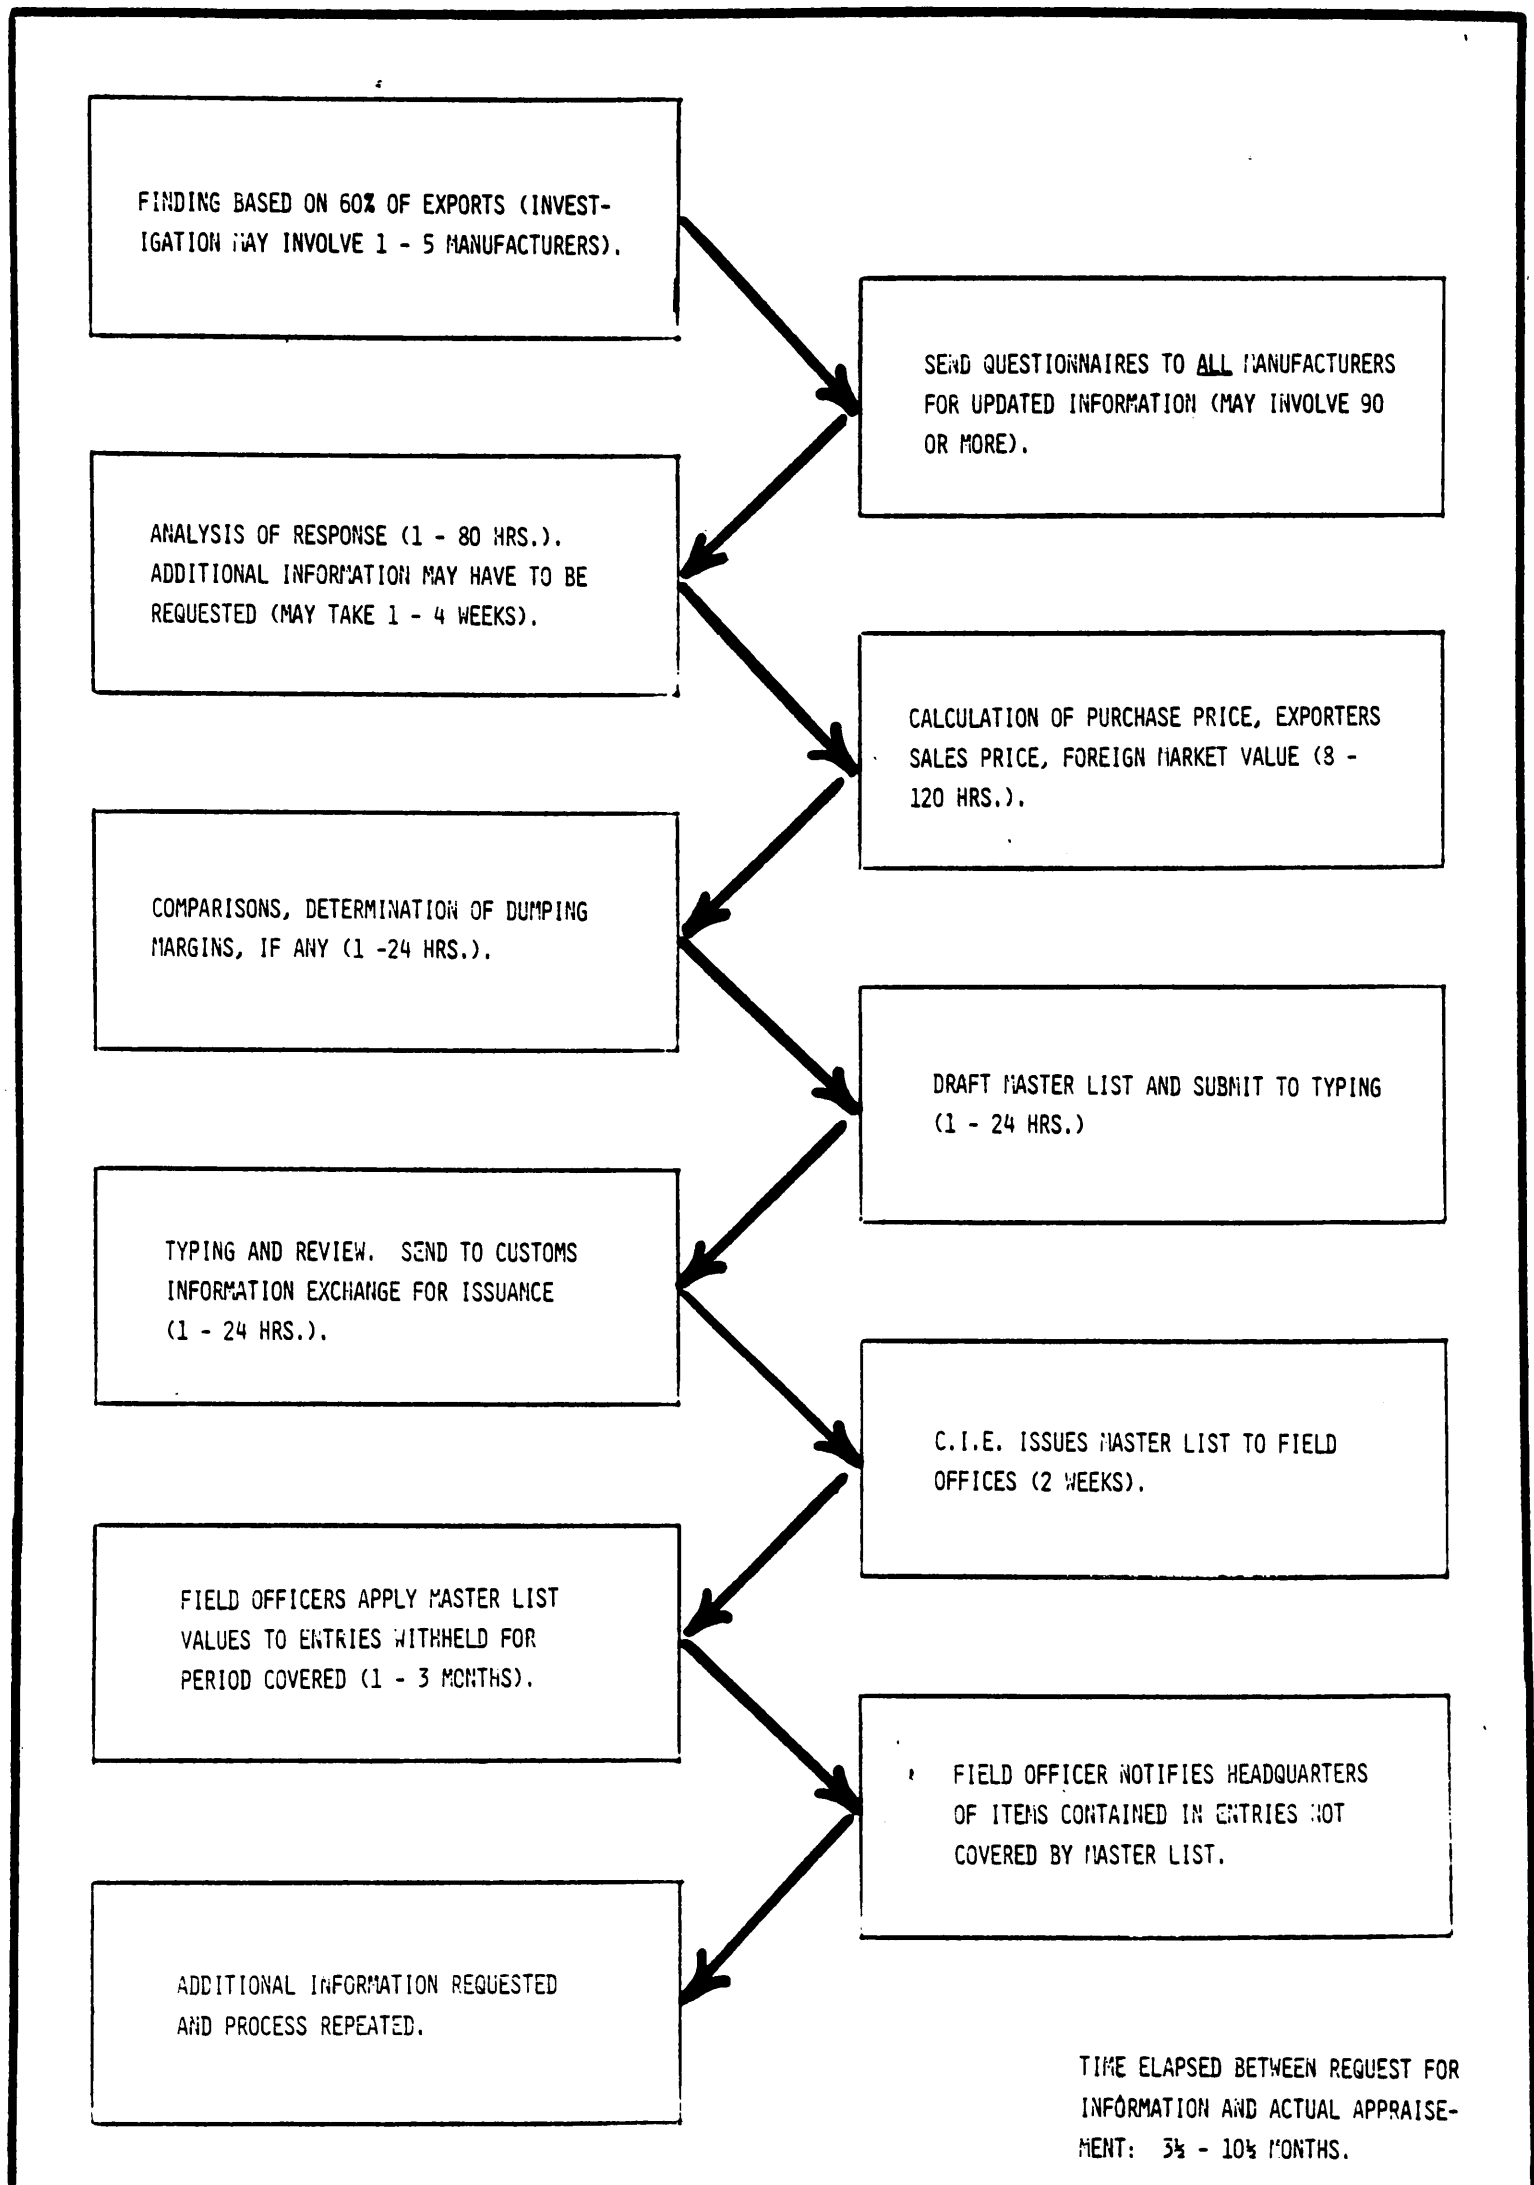 FINDING BASED ON 60% OF EXPORTS (INVEST-
IGATION MAY INVOLVE 1 - 5 MANUFACTURERS).
SEND QUESTIONNAIRES TO ALL MANUFACTURERS
FOR UPDATED INFORMATION (MAY INVOLVE 90
OR MORE).
ANALYSIS OF RESPONSE (1 - 80 HRS.).
ADDITIONAL INFORMATION MAY HAVE TO BE
REQUESTED (MAY TAKE 1 - 4 WEEKS).
CALCULATION OF PURCHASE PRICE, EXPORTERS
SALES PRICE, FOREIGN MARKET VALUE (8 -
120 HRS.).
COMPARISONS, DETERMINATION OF DUMPING
MARGINS, IF ANY (1 -24 HRS.).
DRAFT MASTER LIST AND SUBMIT TO TYPING
(1 - 24 HRS.)
TYPING AND REVIEW. SEND TO CUSTOMS
INFORMATION EXCHANGE FOR ISSUANCE
(1 - 24 HRS.).
C.I.E. ISSUES MASTER LIST TO FIELD
OFFICES (2 WEEKS).
FIELD OFFICERS APPLY MASTER LIST
VALUES TO ENTRIES WITHHELD FOR
PERIOD COVERED (1 - 3 MONTHS).
FIELD OFFICER NOTIFIES HEADQUARTERS
OF ITEMS CONTAINED IN ENTRIES NOT
COVERED BY MASTER LIST.
ADDITIONAL INFORMATION REQUESTED
AND PROCESS REPEATED.
TIME ELAPSED BETWEEN REQUEST FOR
INFORMATION AND ACTUAL APPRAISE-
MENT: 3½ - 10½ MONTHS.